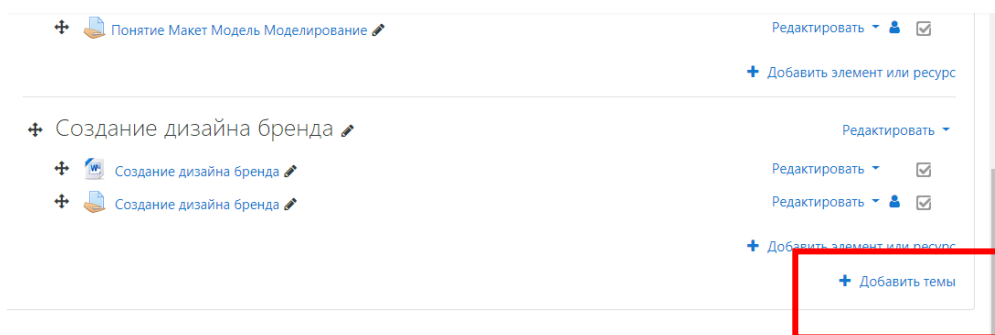 Понятие Макет Модель Моделирование Редактировать
Добавить элемент или ресурс
Создание дизайна бренда Редактировать
Создание дизайна бренда Редактировать
Создание дизайна бренда Редактировать
Добавить элемент или ресурс
Добавить темы